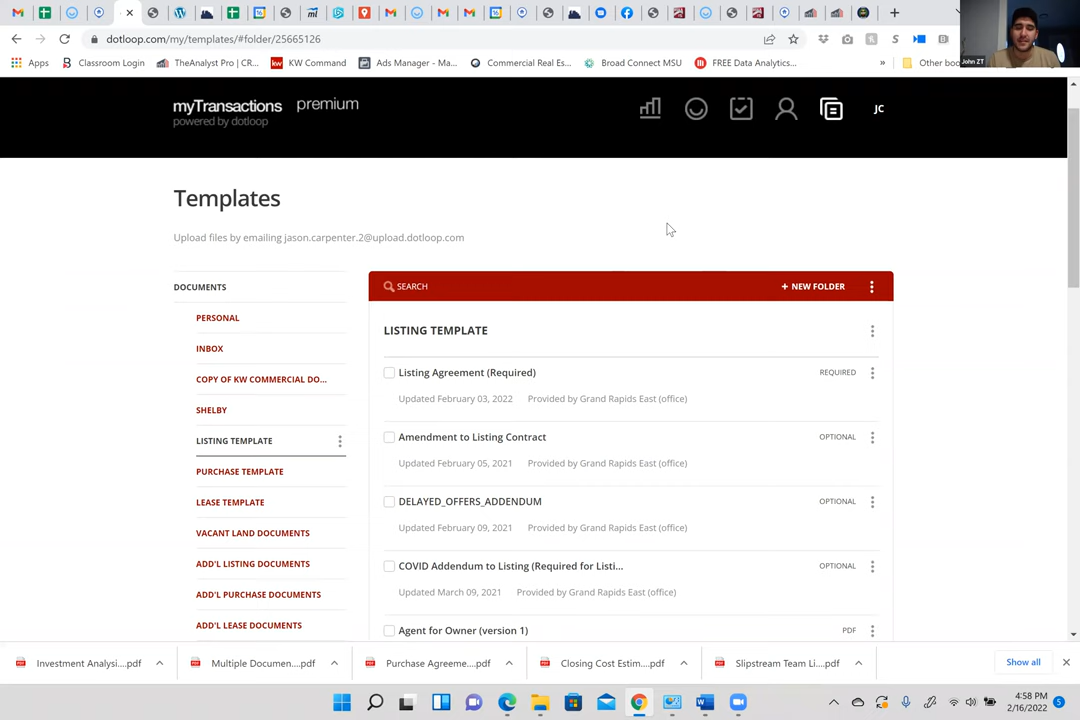 dotloop.com/my/templates/#folder/25665126
Apps
Classroom Login
TheAnalyst Pro | CR...
KW Command
Ads Manager - Ma...
Commercial Real Es...
Broad Connect MSU
FREE Data Analytics...
»
Other boo
John ZT
myTransactions premium
powered by dotloop
JC
Templates
Upload files by emailing jason.carpenter.2@upload.dotloop.com
DOCUMENTS
PERSONAL
INBOX
COPY OF KW COMMERCIAL DO...
SHELBY
LISTING TEMPLATE
PURCHASE TEMPLATE
LEASE TEMPLATE
VACANT LAND DOCUMENTS
ADD'L LISTING DOCUMENTS
ADD'L PURCHASE DOCUMENTS
ADD'L LEASE DOCUMENTS
SEARCH
+ NEW FOLDER
LISTING TEMPLATE
Listing Agreement (Required) REQUIRED
Updated February 03, 2022 Provided by Grand Rapids East (office)
Amendment to Listing Contract OPTIONAL
Updated February 05, 2021 Provided by Grand Rapids East (office)
DELAYED_OFFERS_ADDENDUM OPTIONAL
Updated February 09, 2021 Provided by Grand Rapids East (office)
COVID Addendum to Listing (Required for Listi... OPTIONAL
Updated March 09, 2021 Provided by Grand Rapids East (office)
Agent for Owner (version 1) PDF
Investment Analysi....pdf
Multiple Documen....pdf
Purchase Agreeme....pdf
Closing Cost Estim....pdf
Slipstream Team Li....pdf
Show all
4:58 PM
2/16/2022
5